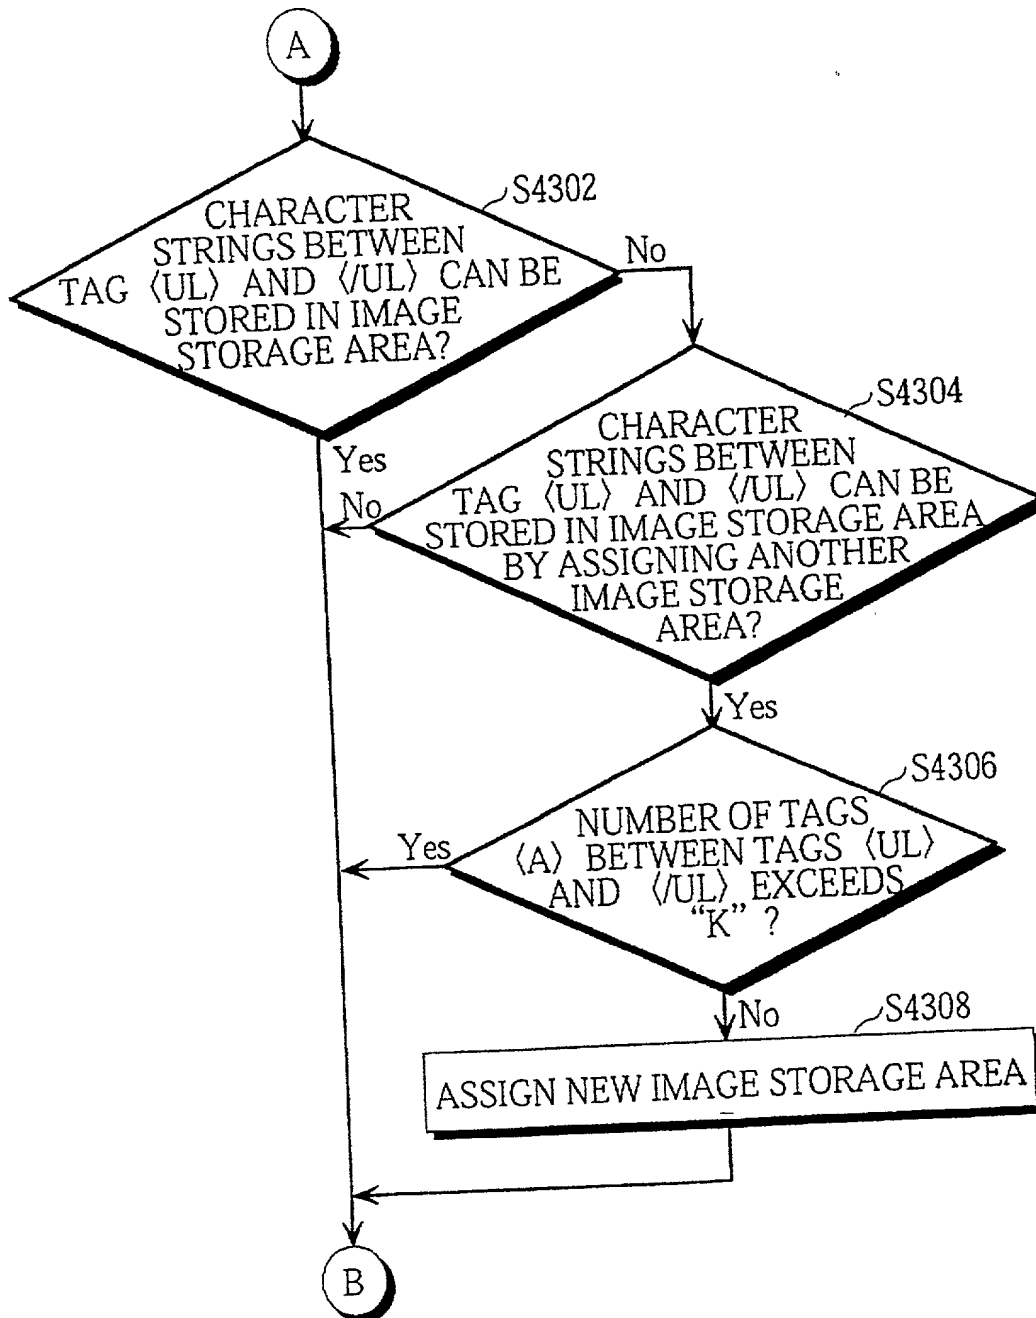 A
S4302
CHARACTER
STRINGS BETWEEN
TAG 〈UL〉 AND 〈/UL〉 CAN BE
STORED IN IMAGE
STORAGE AREA?
No
Yes
S4304
CHARACTER
STRINGS BETWEEN
TAG 〈UL〉 AND 〈/UL〉 CAN BE
STORED IN IMAGE STORAGE AREA
BY ASSIGNING ANOTHER
IMAGE STORAGE
AREA?
No
Yes
S4306
NUMBER OF TAGS
〈A〉 BETWEEN TAGS 〈UL〉
AND 〈/UL〉 EXCEEDS
“K” ?
Yes
No
S4308
ASSIGN NEW IMAGE STORAGE AREA
B